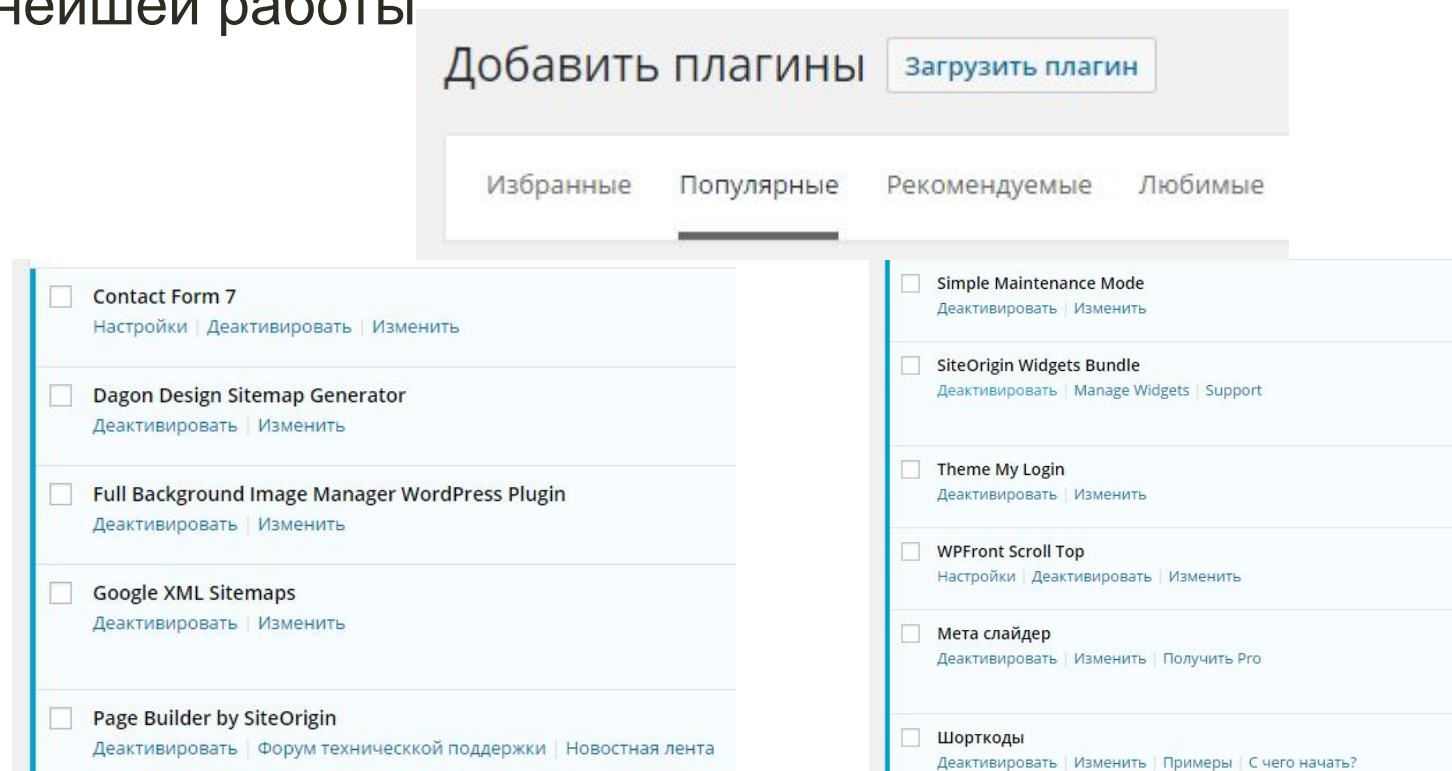 нейшей работы
Добавить плагины Загрузить плагин
Избранные Популярные Рекомендуемые Любимые
Contact Form 7
Настройки | Деактивировать | Изменить
Dagon Design Sitemap Generator
Деактивировать | Изменить
Full Background Image Manager WordPress Plugin
Деактивировать | Изменить
Google XML Sitemaps
Деактивировать | Изменить
Page Builder by SiteOrigin
Деактивировать | Форум техническкой поддержки | Новостная лента
Simple Maintenance Mode
Деактивировать | Изменить
SiteOrigin Widgets Bundle
Деактивировать | Manage Widgets | Support
Theme My Login
Деактивировать | Изменить
WPFront Scroll Top
Настройки | Деактивировать | Изменить
Мета слайдер
Деактивировать | Изменить | Получить Pro
Шорткоды
Деактивировать | Изменить | Примеры | С чего начать?